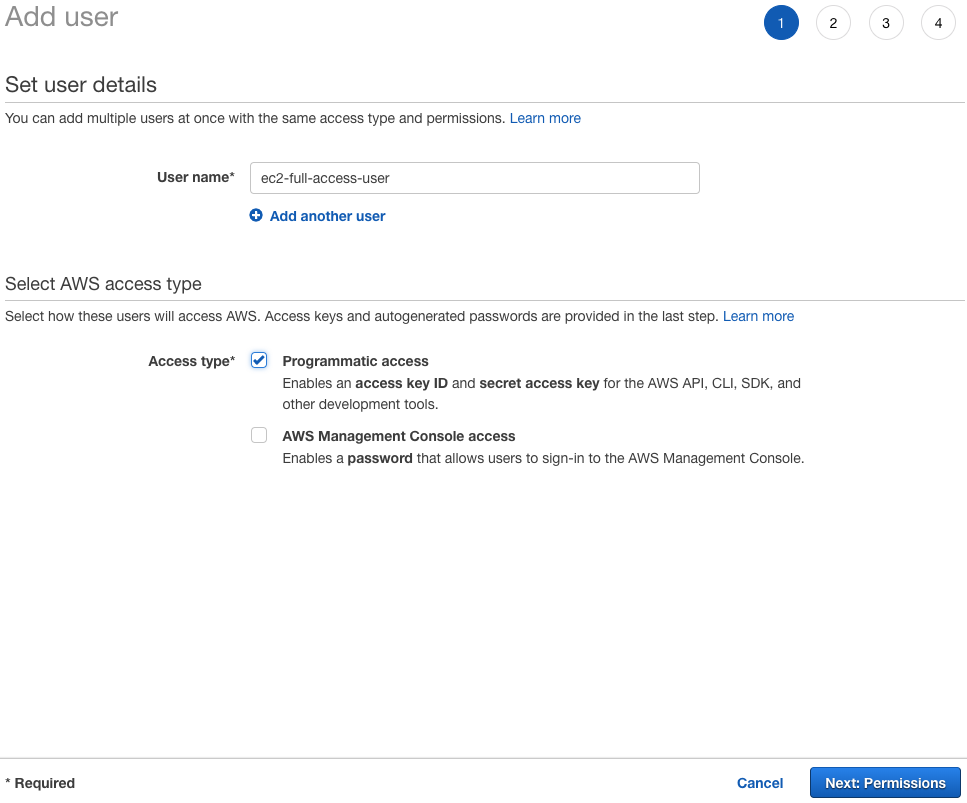 Add user
1 2 3 4
Set user details
You can add multiple users at once with the same access type and permissions. Learn more
User name* ec2-full-access-user
Add another user
Select AWS access type
Select how these users will access AWS. Access keys and autogenerated passwords are provided in the last step. Learn more
Access type* Programmatic access
Enables an access key ID and secret access key for the AWS API, CLI, SDK, and
other development tools.
AWS Management Console access
Enables a password that allows users to sign-in to the AWS Management Console.
* Required Cancel Next: Permissions